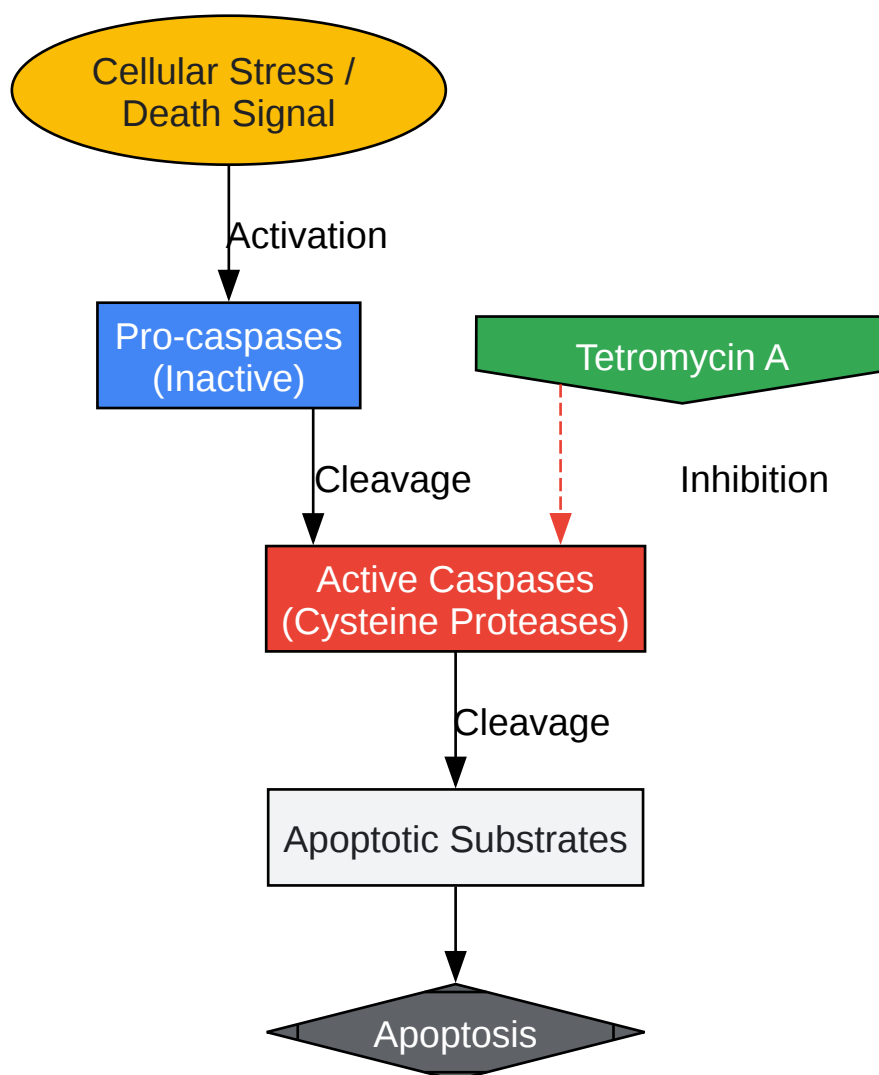 Cellular Stress /
Death Signal
Activation
Pro-caspases
(Inactive)
Tetromycin A
Cleavage
Inhibition
Active Caspases
(Cysteine Proteases)
Cleavage
Apoptotic Substrates
Apoptosis